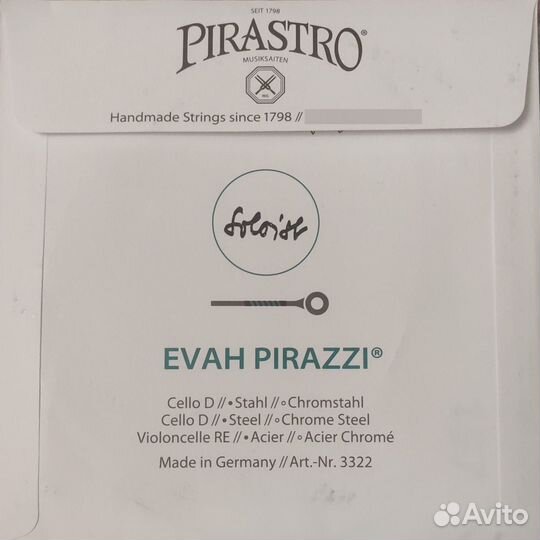 SEIT 1798
PIRASTRO®
MUSIKSAITEN
REG.
Handmade Strings since 1798 //
Soloist
EVAH PIRAZZI®
Cello D // • Stahl // ∘ Chromstahl
Cello D // • Steel // ∘ Chrome Steel
Violoncelle RE // • Acier // ∘ Acier Chromé
Made in Germany // Art.-Nr. 3322
Avito